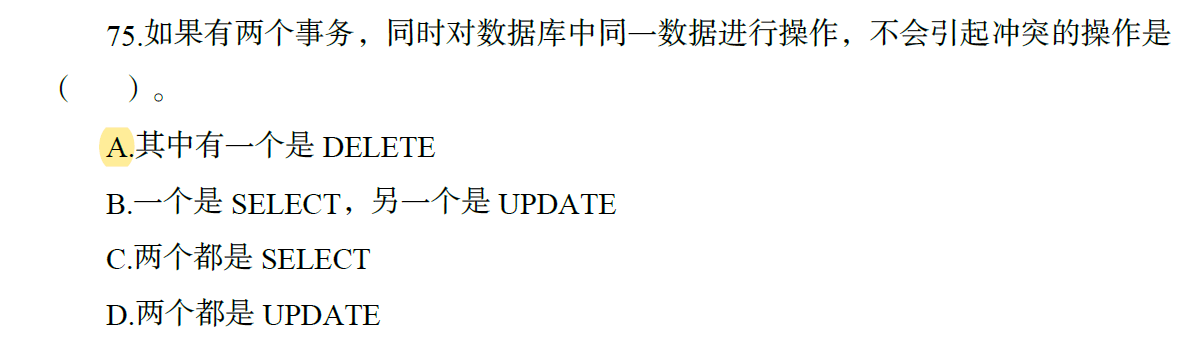 75.如果有两个事务，同时对数据库中同一数据进行操作，不会引起冲突的操作是
（　　）。
A.其中有一个是 DELETE
B.一个是 SELECT，另一个是 UPDATE
C.两个都是 SELECT
D.两个都是 UPDATE